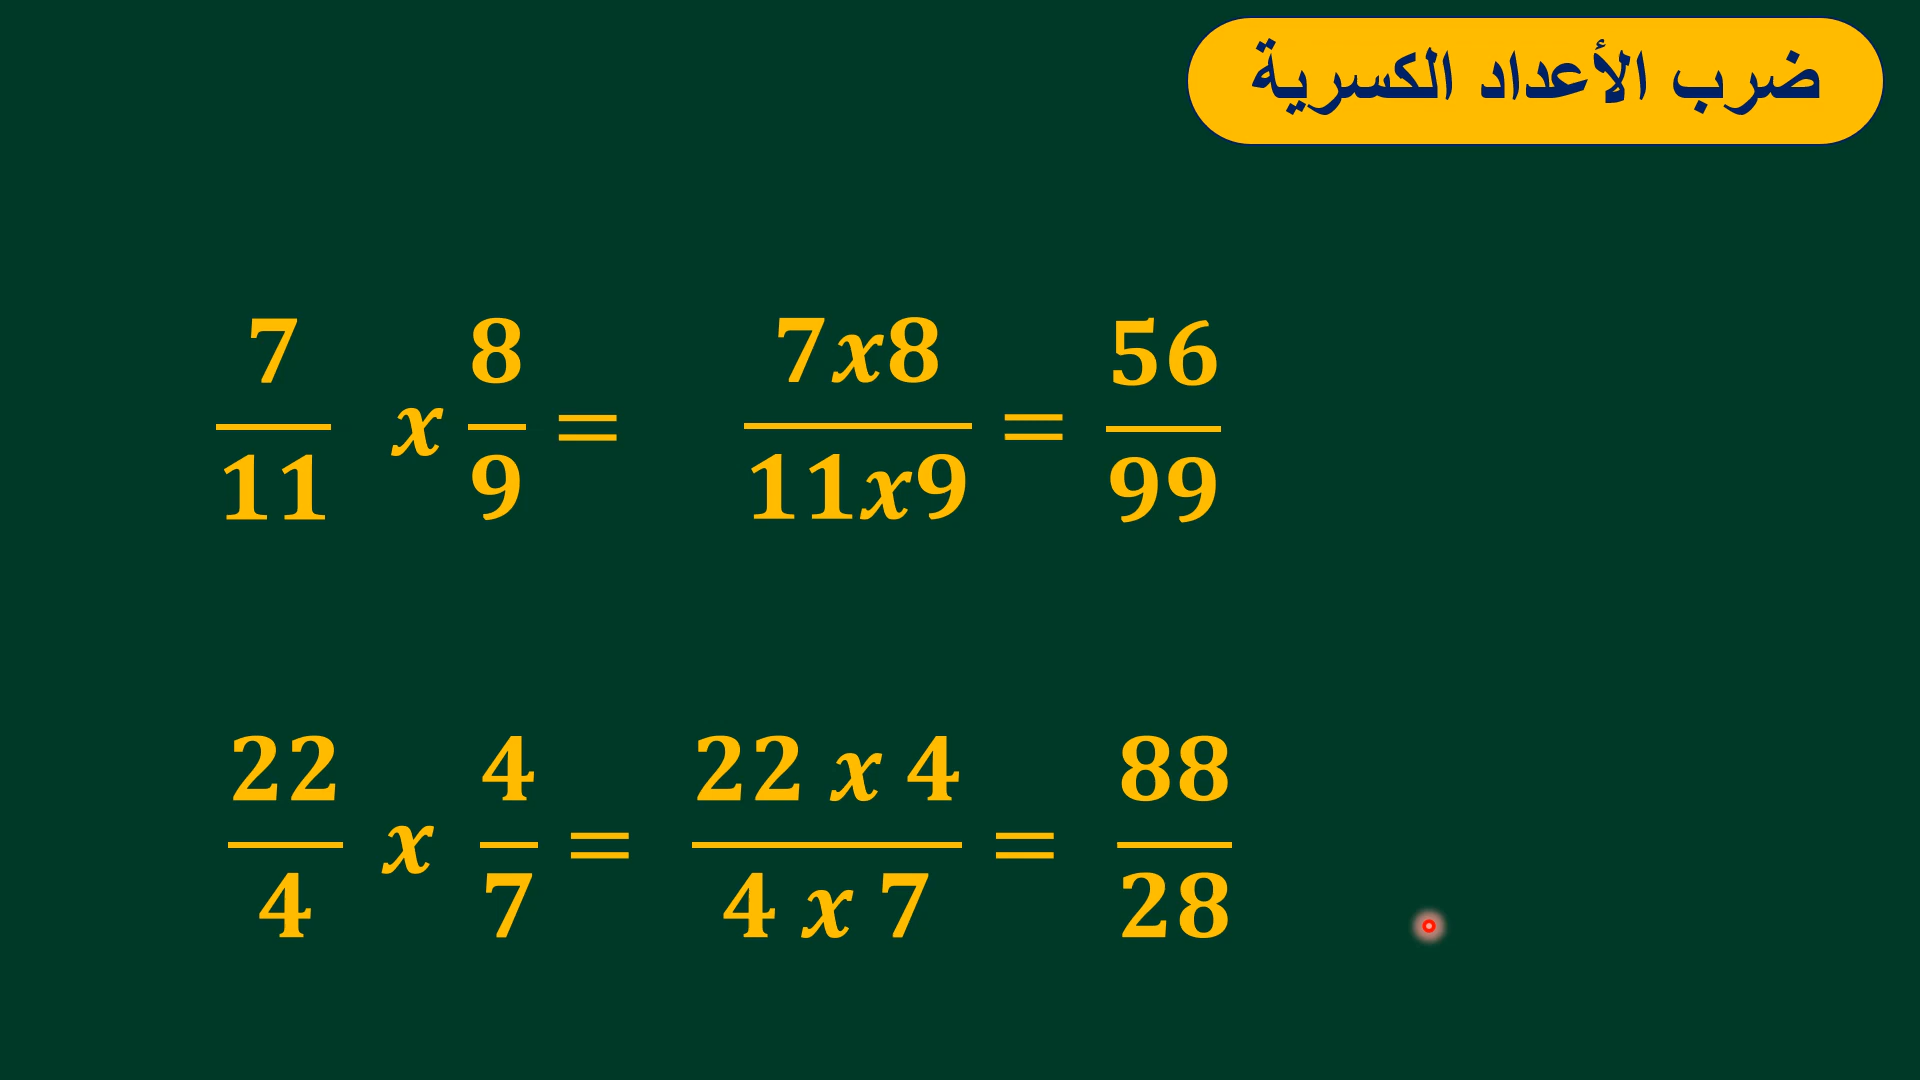 ضرب الأعداد الكسرية
7/11 x 8/9 = 7x8/11x9 = 56/99
22/4 x 4/7 = 22 x 4/4 x 7 = 88/28